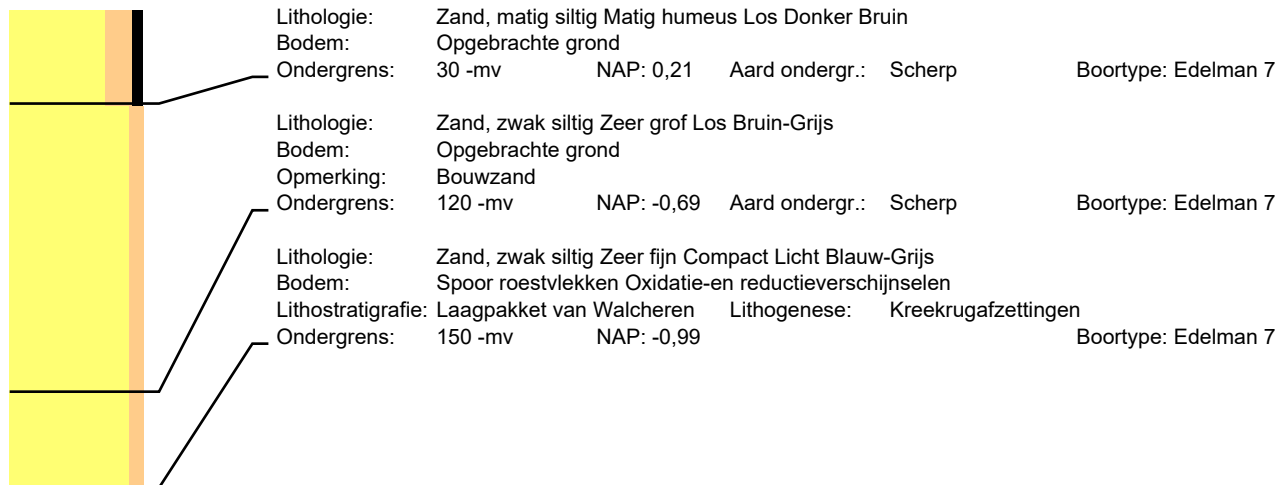 Lithologie: Zand, matig siltig Matig humeus Los Donker Bruin
Bodem: Opgebrachte grond
Ondergrens: 30 -mv NAP: 0,21 Aard ondergr.: Scherp Boortype: Edelman 7
Lithologie: Zand, zwak siltig Zeer grof Los Bruin-Grijs
Bodem: Opgebrachte grond
Opmerking: Bouwzand
Ondergrens: 120 -mv NAP: -0,69 Aard ondergr.: Scherp Boortype: Edelman 7
Lithologie: Zand, zwak siltig Zeer fijn Compact Licht Blauw-Grijs
Bodem: Spoor roestvlekken Oxidatie-en reductieverschijnselen
Lithostratigrafie: Laagpakket van Walcheren Lithogenese: Kreekrugafzettingen
Ondergrens: 150 -mv NAP: -0,99 Boortype: Edelman 7